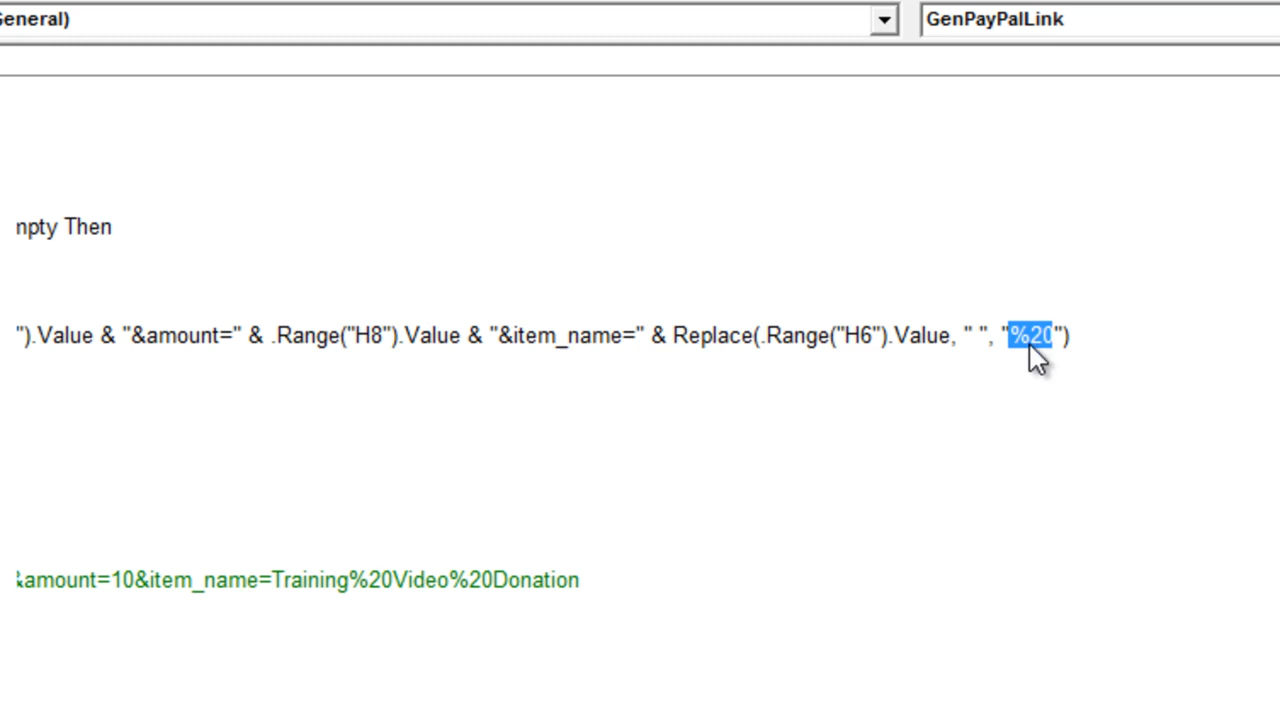 General)
GenPayPalLink
npty Then
").Value & "&amount=" & .Range("H8").Value & "&item_name=" & Replace(.Range("H6").Value, " ", "%20")
&amount=10&item_name=Training%20Video%20Donation